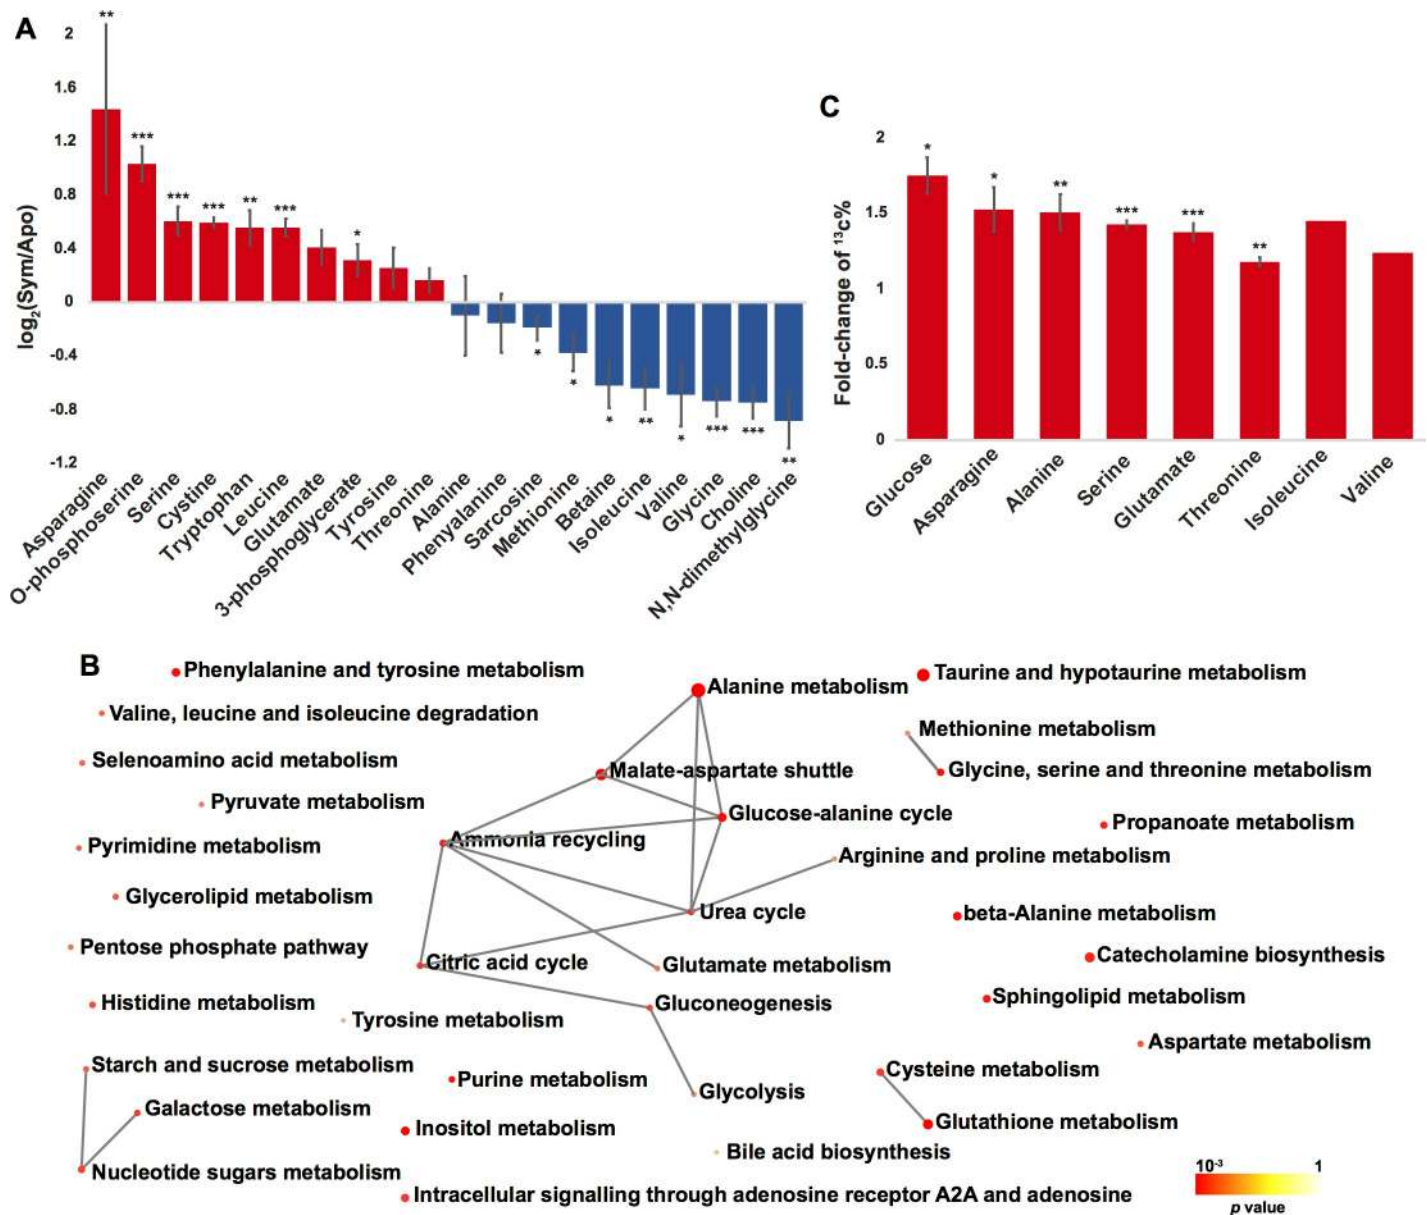 A
log2(Sym/Apo)
2
1.6
1.2
0.8
0.4
0
-0.4
-0.8
-1.2
**
***
***
***
**
***
*
*
*
*
**
*
***
***
**
Asparagine
O-phosphoserine
Serine
Cystine
Tryptophan
Leucine
Glutamate
3-phosphoglycerate
Tyrosine
Threonine
Alanine
Phenyalanine
Sarcosine
Methionine
Betaine
Isoleucine
Valine
Glycine
Choline
N,N-dimethylglycine
C
Fold-change of 13C%
2
1.5
1
0.5
0
*
*
**
***
***
**
Glucose
Asparagine
Alanine
Serine
Glutamate
Threonine
Isoleucine
Valine
B
Phenylalanine and tyrosine metabolism
Alanine metabolism
Taurine and hypotaurine metabolism
Valine, leucine and isoleucine degradation
Methionine metabolism
Selenoamino acid metabolism
Malate-aspartate shuttle
Glycine, serine and threonine metabolism
Pyruvate metabolism
Glucose-alanine cycle
Propanoate metabolism
Pyrimidine metabolism
Ammonia recycling
Arginine and proline metabolism
Glycerolipid metabolism
Urea cycle
beta-Alanine metabolism
Pentose phosphate pathway
Citric acid cycle
Glutamate metabolism
Catecholamine biosynthesis
Histidine metabolism
Gluconeogenesis
Sphingolipid metabolism
Tyrosine metabolism
Aspartate metabolism
Starch and sucrose metabolism
Purine metabolism
Glycolysis
Cysteine metabolism
Galactose metabolism
Inositol metabolism
Glutathione metabolism
Bile acid biosynthesis
Nucleotide sugars metabolism
Intracellular signalling through adenosine receptor A2A and adenosine
10-3 1
p value